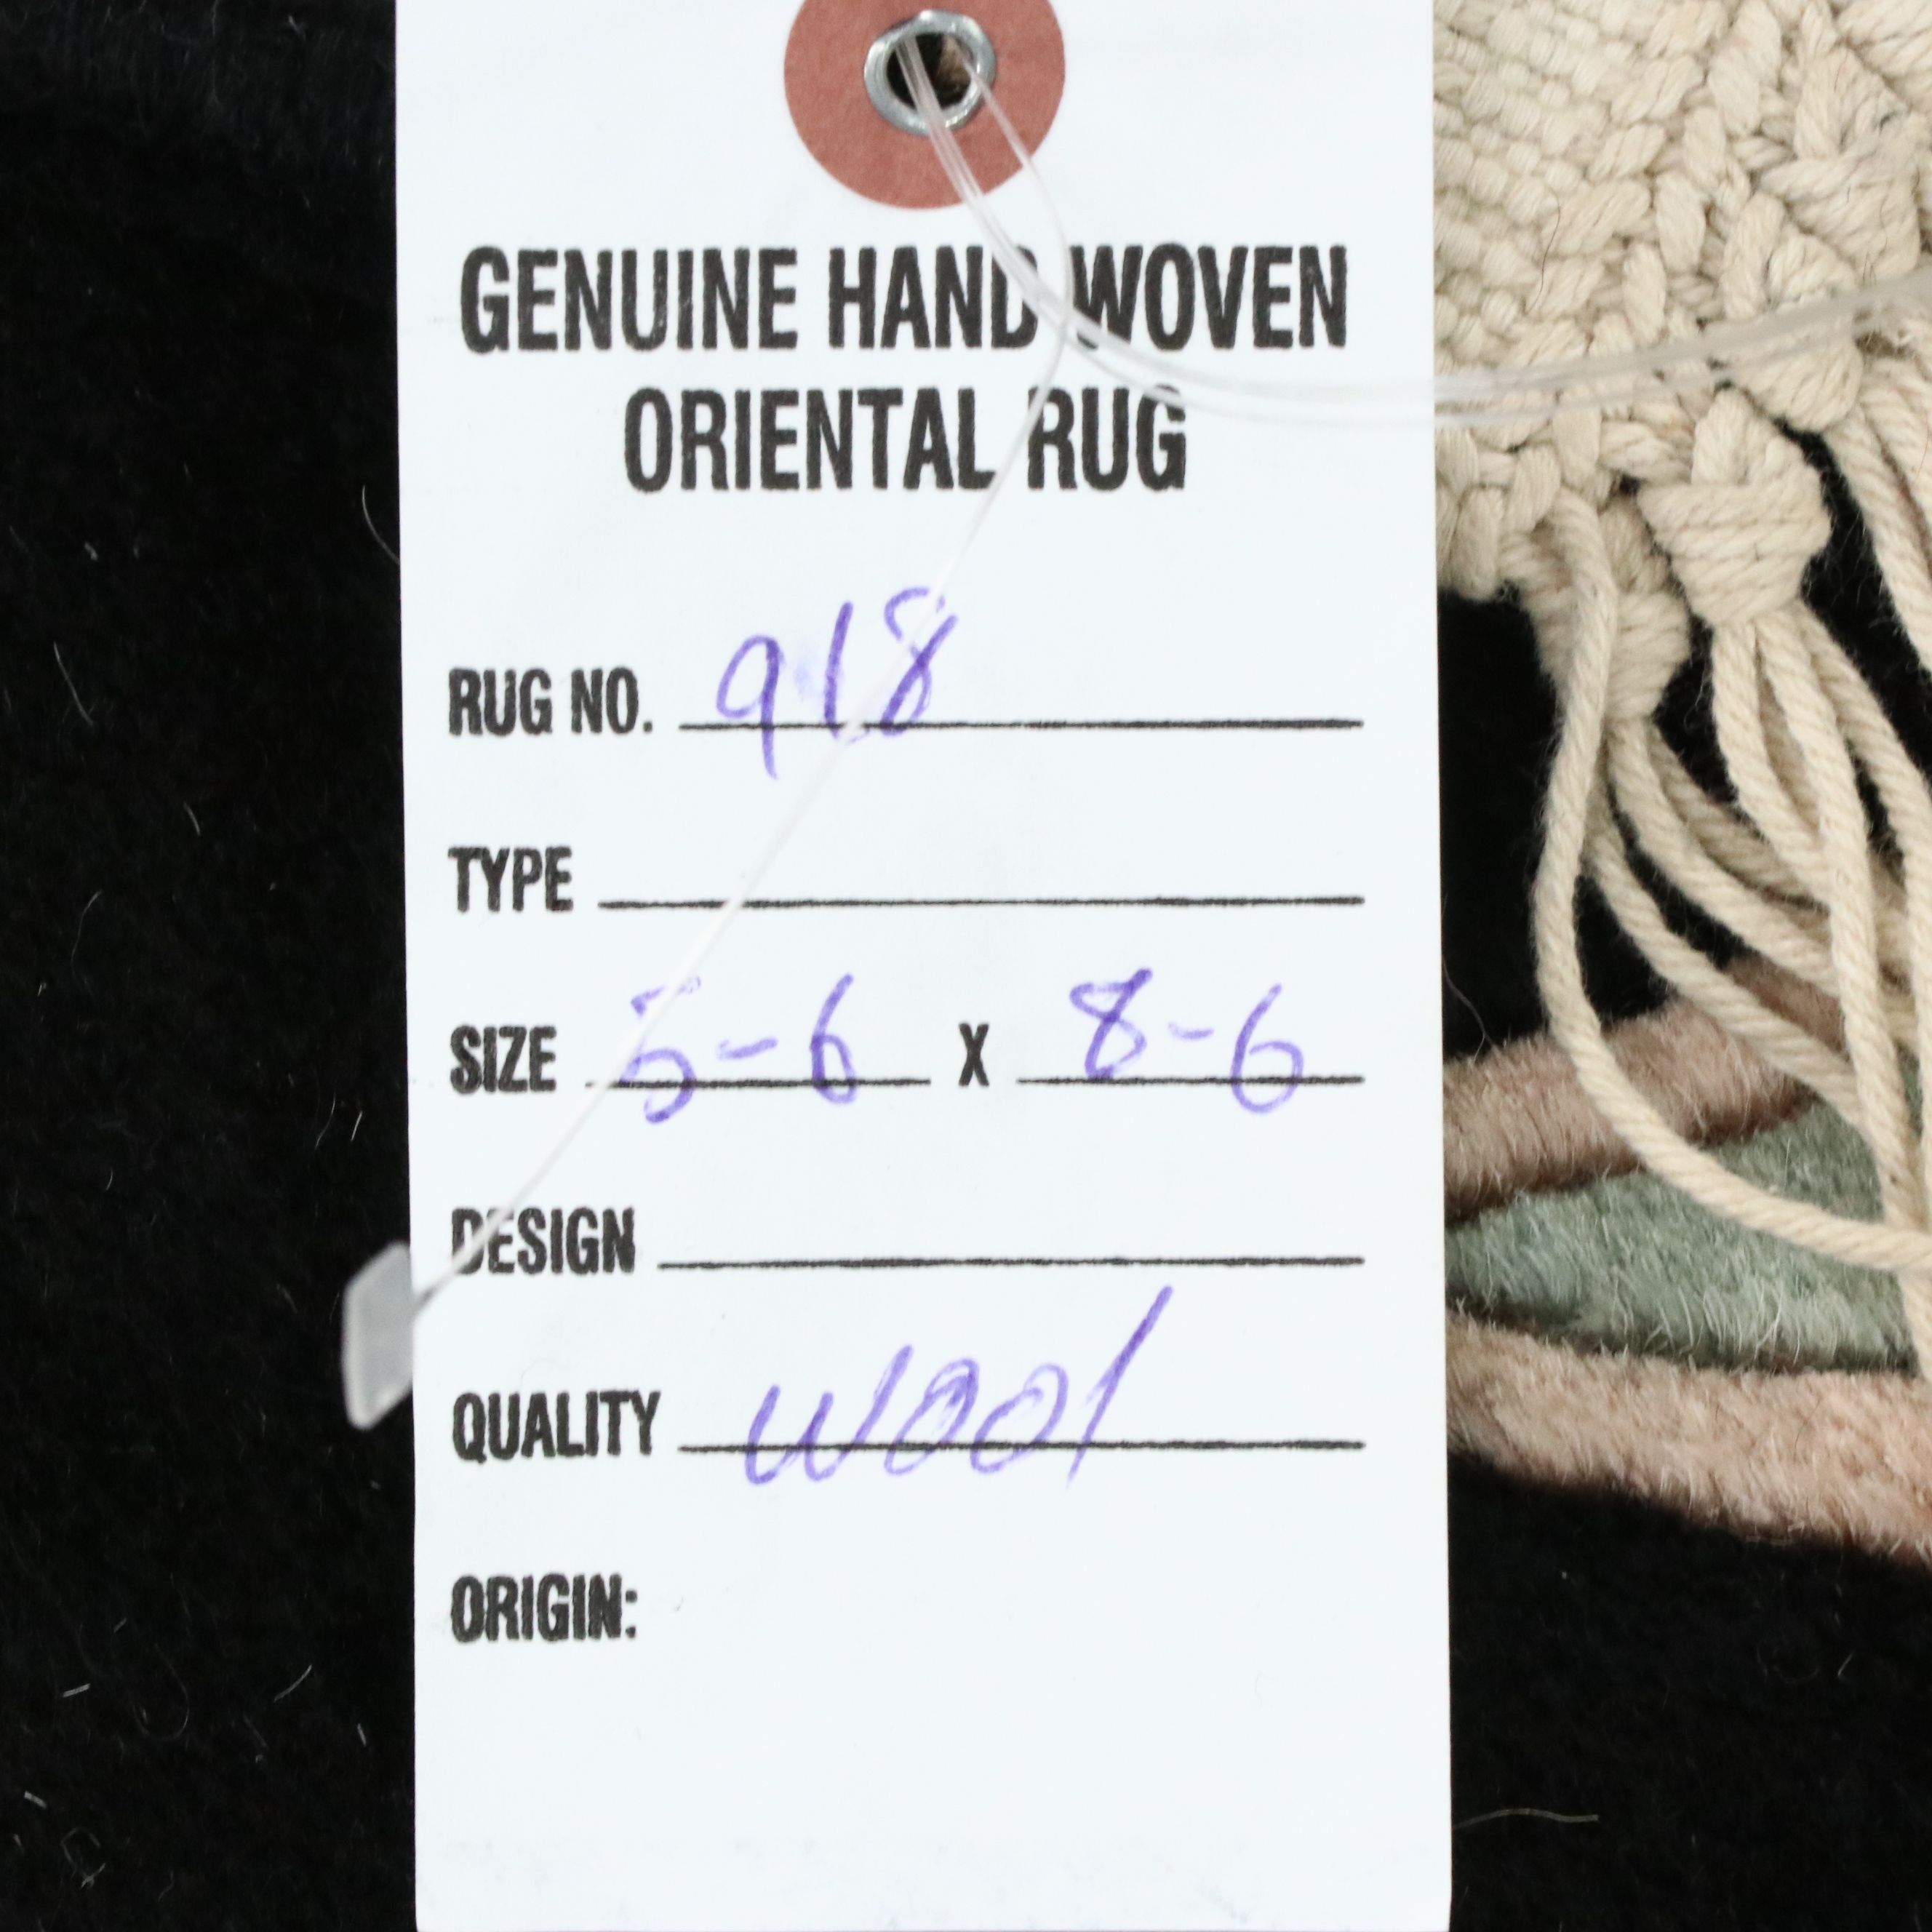 GENUINE HAND WOVEN
ORIENTAL RUG
RUG NO. 918
TYPE
SIZE 5-6 X 8-6
DESIGN
QUALITY wool
ORIGIN: